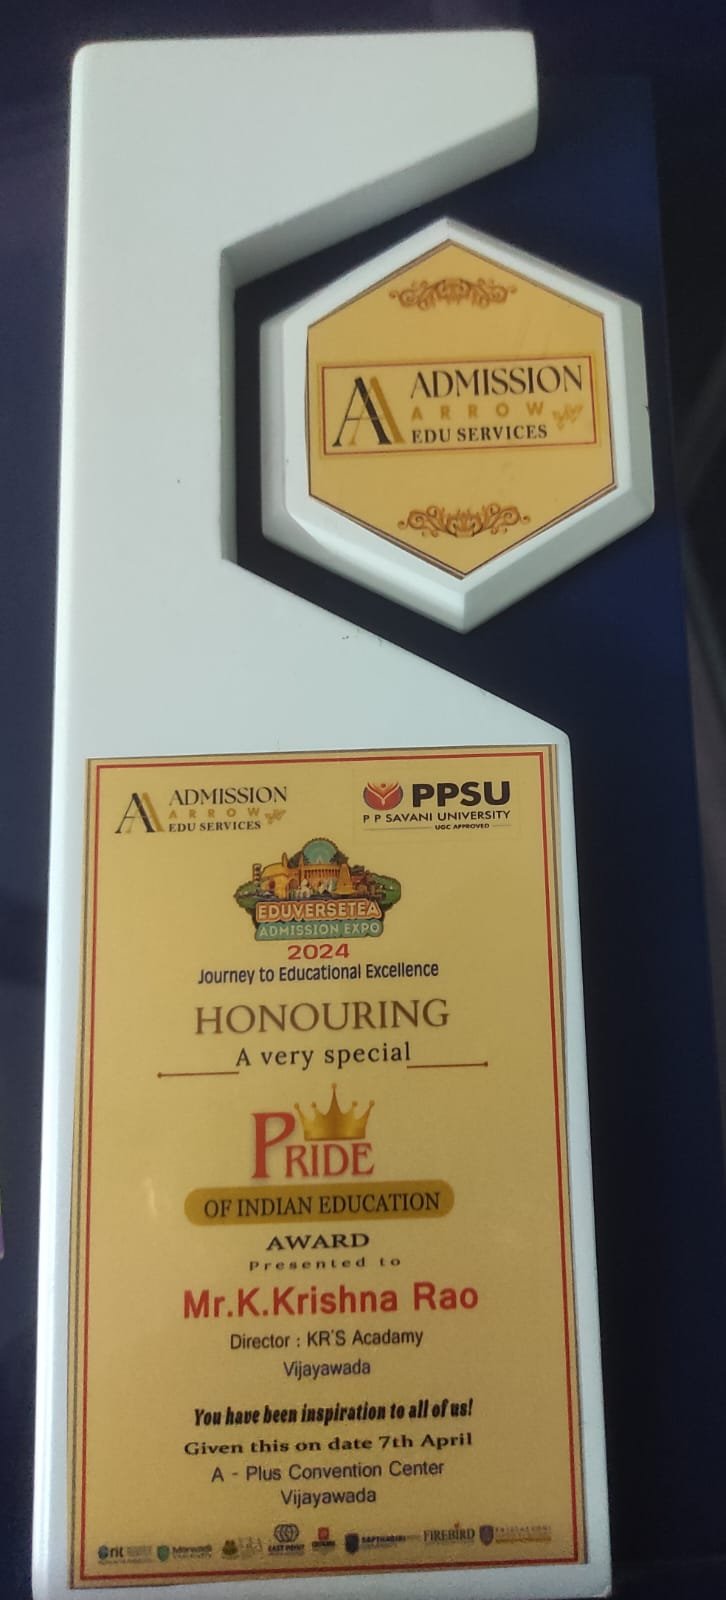 ADMISSION
ARROW
EDU SERVICES
ADMISSION
ARROW
EDU SERVICES
PPSU
P P SAVANI UNIVERSITY
UGC APPROVED
EDUVERSETEA
ADMISSION EXPO
2024
Journey to Educational Excellence
HONOURING
A very special
PRIDE
OF INDIAN EDUCATION
AWARD
Presented to
Mr.K.Krishna Rao
Director : KR'S Acadamy
Vijayawada
You have been inspiration to all of us!
Given this on date 7th April
A - Plus Convention Center
Vijayawada
EAST POINT
SAPTHAGIRI
FIREBIRD